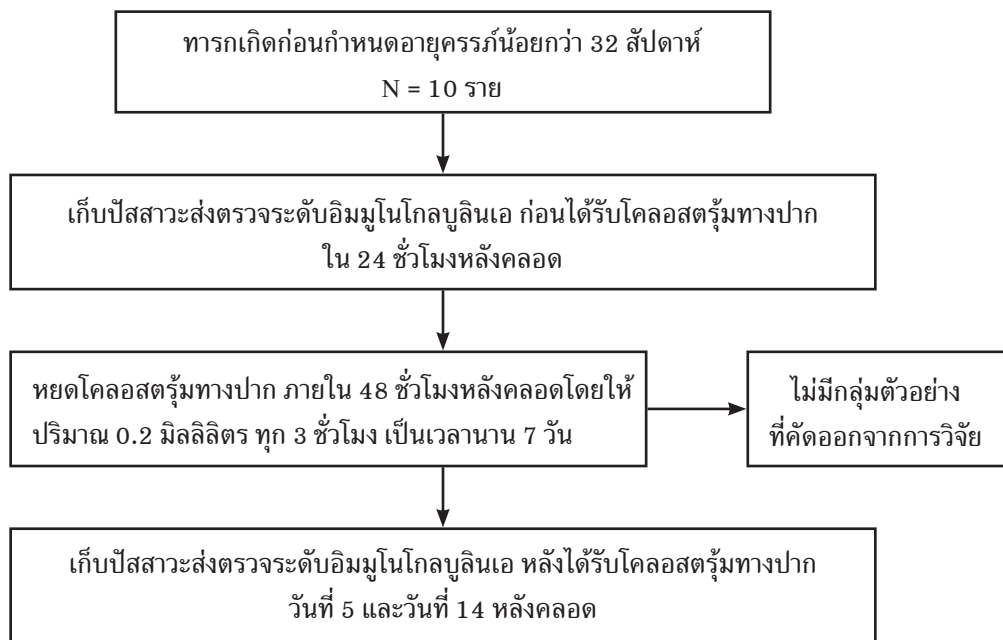 ทารกเกิดก่อนกำหนดอายุครรภ์น้อยกว่า 32 สัปดาห์
N = 10 ราย
เก็บปัสสาวะส่งตรวจระดับอิมมูโนโกลบูลินเอ ก่อนได้รับโคลอสตรุ้มทางปาก
ใน 24 ชั่วโมงหลังคลอด
หยดโคลอสตรุ้มทางปาก ภายใน 48 ชั่วโมงหลังคลอดโดยให้
ปริมาณ 0.2 มิลลิลิตร ทุก 3 ชั่วโมง เป็นเวลานาน 7 วัน
ไม่มีกลุ่มตัวอย่าง
ที่คัดออกจากการวิจัย
เก็บปัสสาวะส่งตรวจระดับอิมมูโนโกลบูลินเอ หลังได้รับโคลอสตรุ้มทางปาก
วันที่ 5 และวันที่ 14 หลังคลอด